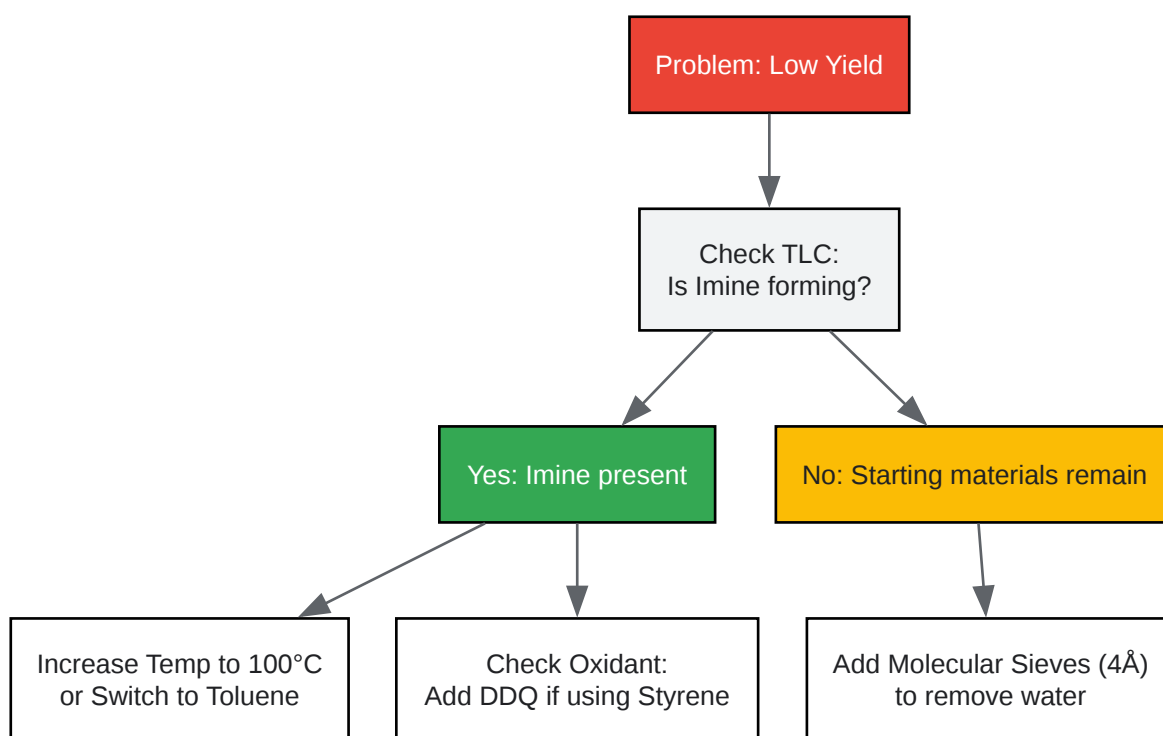 Problem: Low Yield
Check TLC:
Is Imine forming?
Yes: Imine present
No: Starting materials remain
Increase Temp to 100°C
or Switch to Toluene
Check Oxidant:
Add DDQ if using Styrene
Add Molecular Sieves (4Å)
to remove water